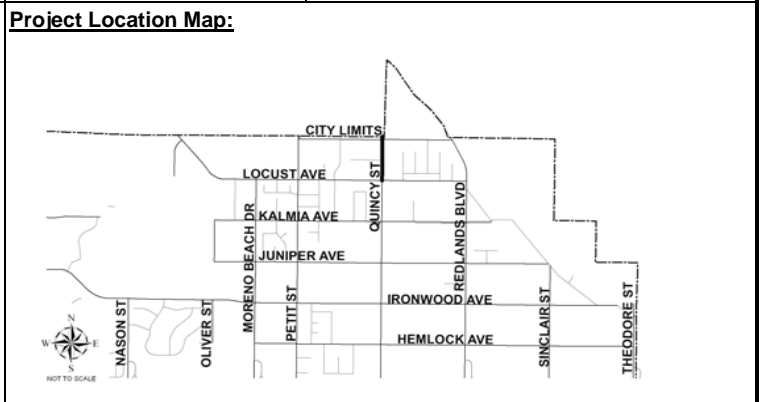 Project Location Map:
CITY LIMITS
LOCUST AVE
QUINCY ST
KALMIA AVE
REDLANDS BLVD
MORENO BEACH DR
JUNIPER AVE
IRONWOOD AVE
NASON ST
OLIVER ST
PETIT ST
HEMLOCK AVE
SINCLAIR ST
THEODORE ST
N
W
E
S
NOT TO SCALE